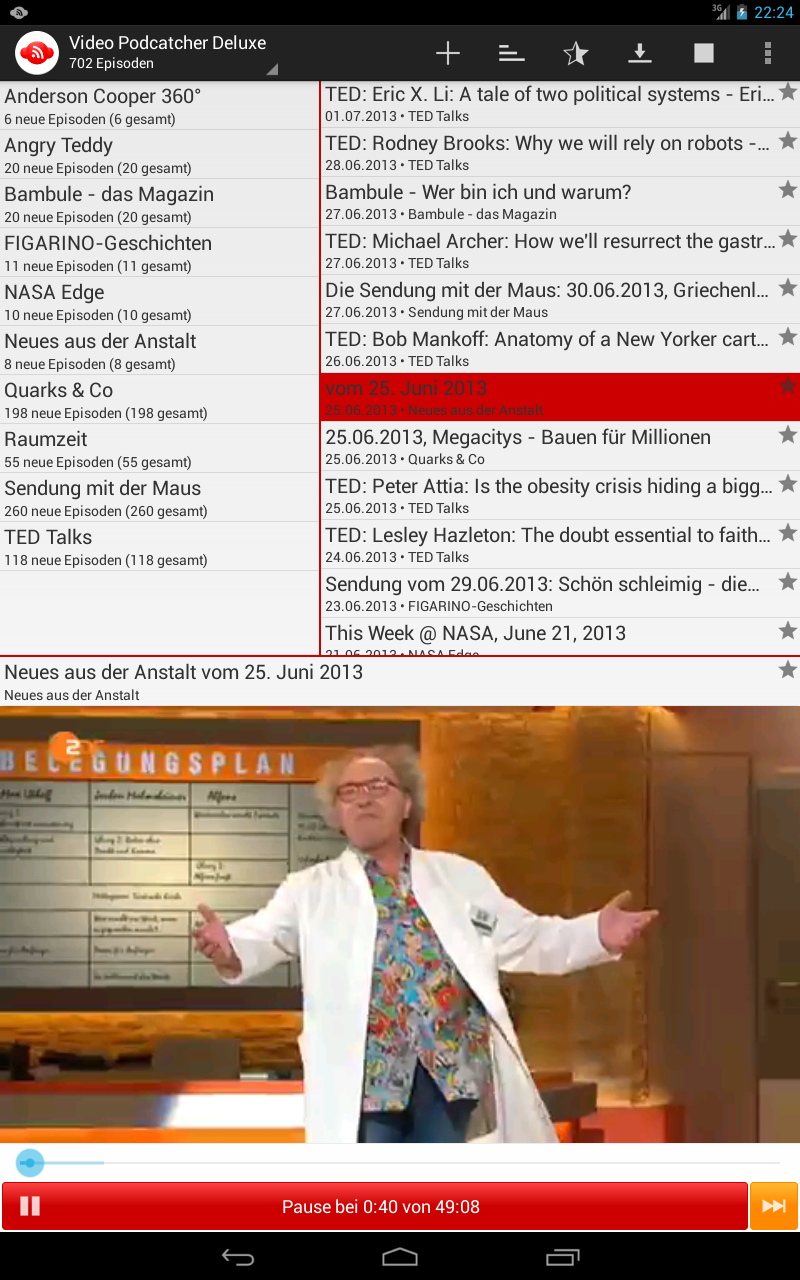 3G
22:24
Video Podcatcher Deluxe
702 Episoden
Anderson Cooper 360°
6 neue Episoden (6 gesamt)
Angry Teddy
20 neue Episoden (20 gesamt)
Bambule - das Magazin
20 neue Episoden (20 gesamt)
FIGARINO-Geschichten
11 neue Episoden (11 gesamt)
NASA Edge
10 neue Episoden (10 gesamt)
Neues aus der Anstalt
8 neue Episoden (8 gesamt)
Quarks & Co
198 neue Episoden (198 gesamt)
Raumzeit
55 neue Episoden (55 gesamt)
Sendung mit der Maus
260 neue Episoden (260 gesamt)
TED Talks
118 neue Episoden (118 gesamt)
TED: Eric X. Li: A tale of two political systems - Eri...
01.07.2013 • TED Talks
TED: Rodney Brooks: Why we will rely on robots -...
28.06.2013 • TED Talks
Bambule - Wer bin ich und warum?
27.06.2013 • Bambule - das Magazin
TED: Michael Archer: How we'll resurrect the gastr...
27.06.2013 • TED Talks
Die Sendung mit der Maus: 30.06.2013, Griechenl...
27.06.2013 • Sendung mit der Maus
TED: Bob Mankoff: Anatomy of a New Yorker cart...
26.06.2013 • TED Talks
vom 25. Juni 2013
25.06.2013 • Neues aus der Anstalt
25.06.2013, Megacitys - Bauen für Millionen
25.06.2013 • Quarks & Co
TED: Peter Attia: Is the obesity crisis hiding a bigg...
25.06.2013 • TED Talks
TED: Lesley Hazleton: The doubt essential to faith...
24.06.2013 • TED Talks
Sendung vom 29.06.2013: Schön schleimig - die...
23.06.2013 • FIGARINO-Geschichten
This Week @ NASA, June 21, 2013
21.06.2013 • NASA Edge
Neues aus der Anstalt vom 25. Juni 2013
Neues aus der Anstalt
2
BELEGUNGSPLAN
Alfons
Pause bei 0:40 von 49:08